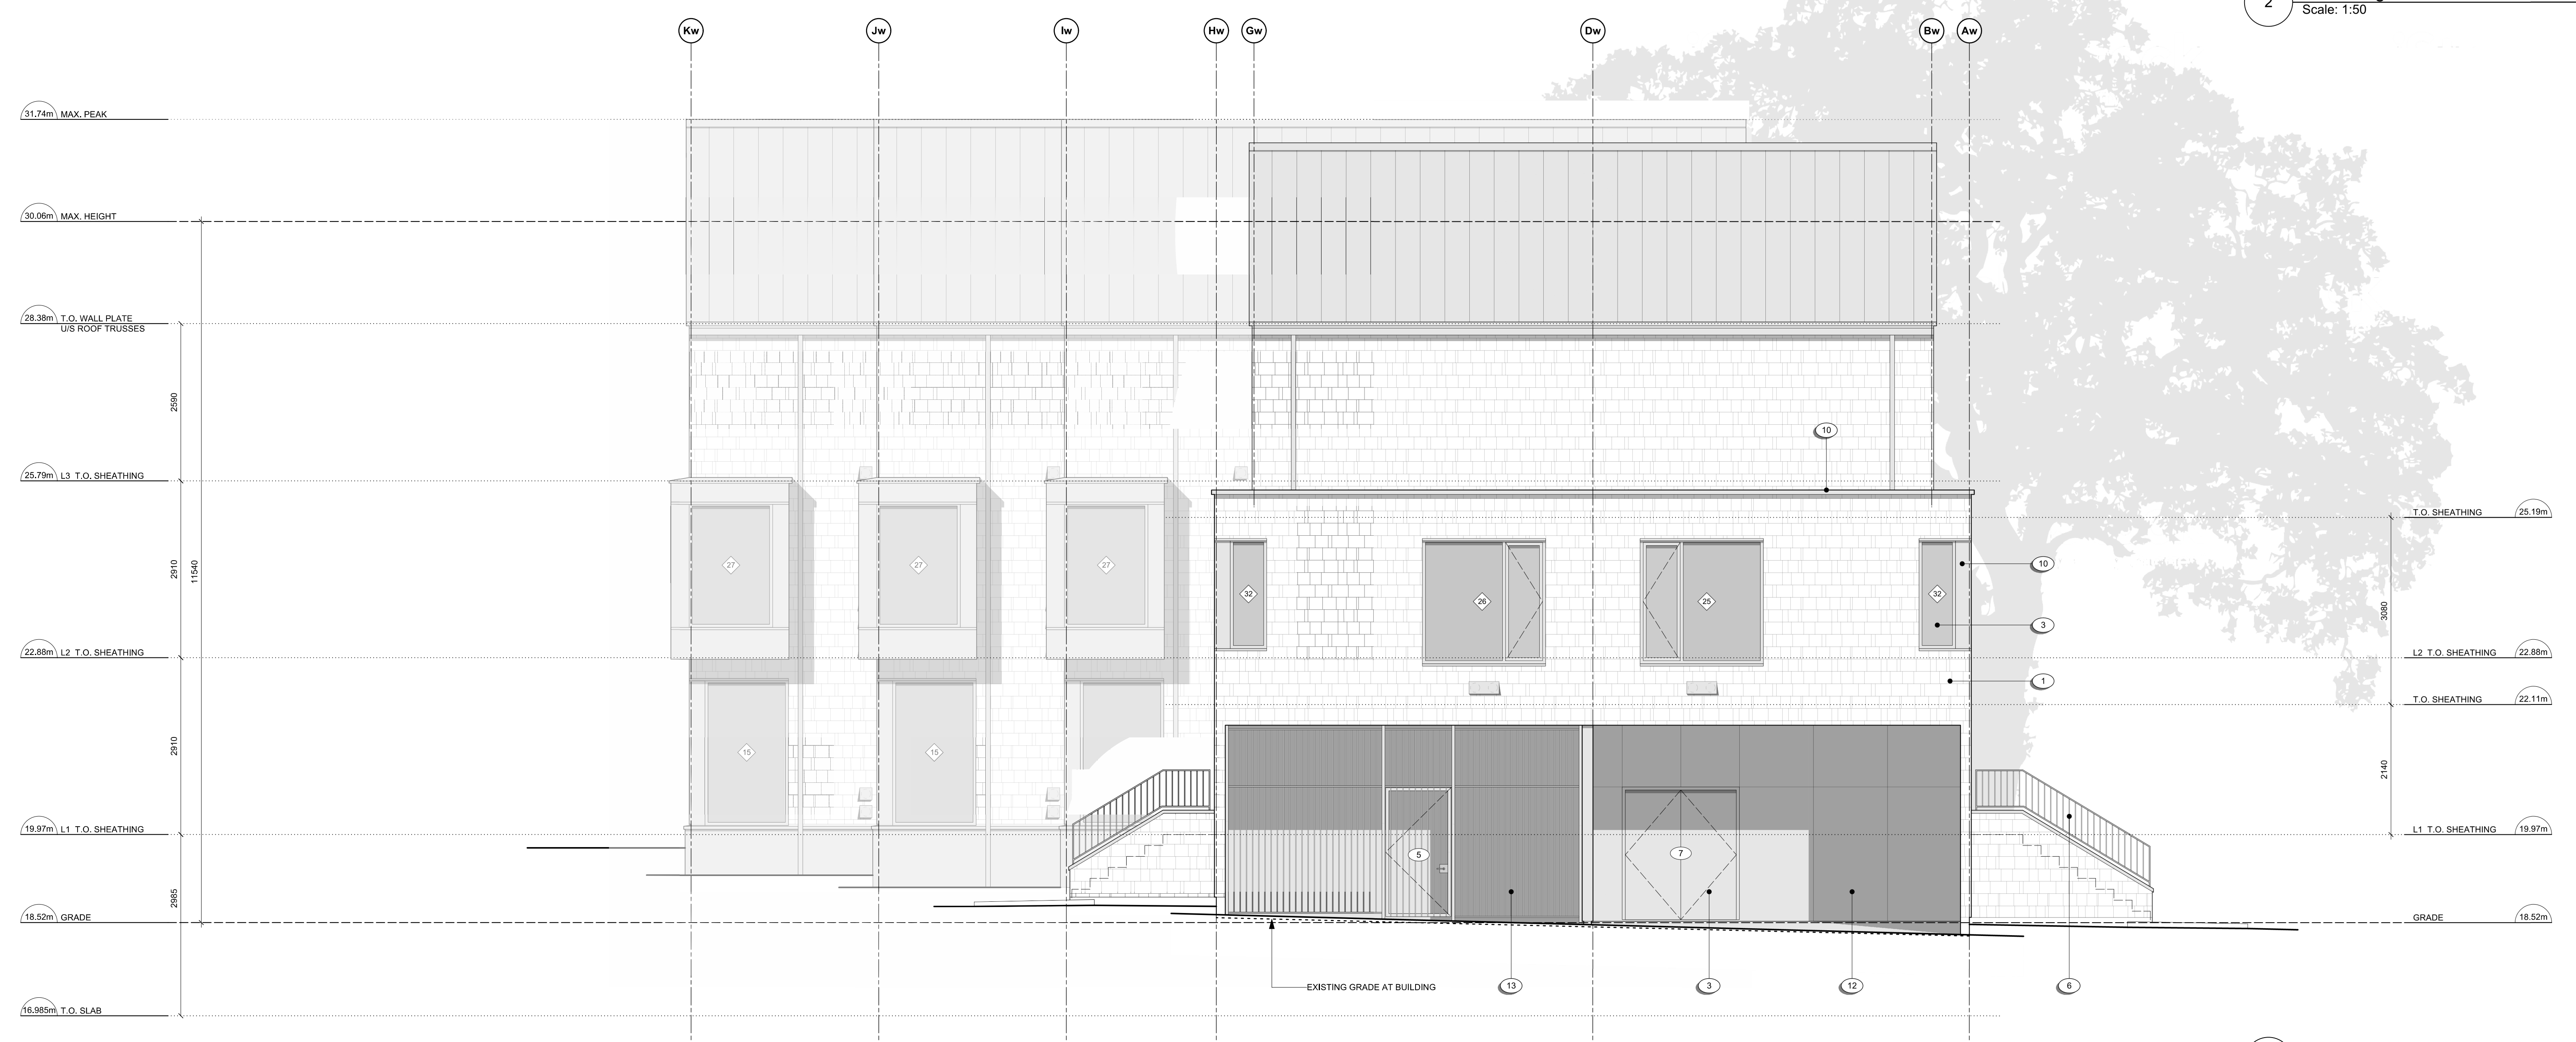 2
Scale: 1:50
Kw
Jw
Iw
Hw
Gw
Dw
Bw
Aw
31.74m MAX. PEAK
30.06m MAX. HEIGHT
28.38m T.O. WALL PLATE
U/S ROOF TRUSSES
2590
10
25.79m L3 T.O. SHEATHING
T.O. SHEATHING 25.19m
2910
11540
27
27
27
32
26
25
32
10
3
3080
22.88m L2 T.O. SHEATHING
L2 T.O. SHEATHING 22.88m
1
T.O. SHEATHING 22.11m
2910
15
15
2140
19.97m L1 T.O. SHEATHING
L1 T.O. SHEATHING 19.97m
5
7
2985
18.52m GRADE
GRADE 18.52m
EXISTING GRADE AT BUILDING
13
3
12
6
16.985m T.O. SLAB